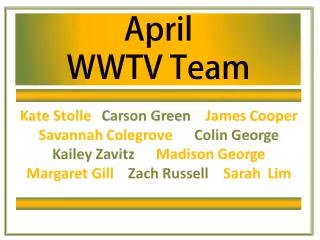 April
WWTV Team
Kate Stolle Carson Green James Cooper
Savannah Colegrove Colin George
Kailey Zavitz Madison George
Margaret Gill Zach Russell Sarah Lim